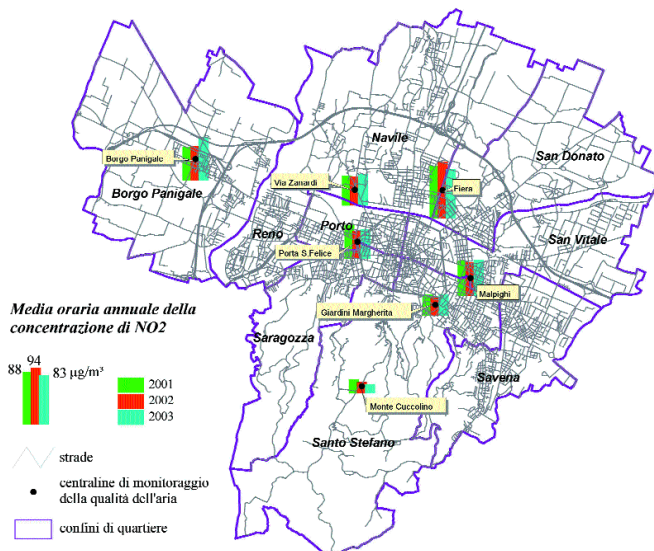 Navile
San Donato
Borgo Panigale
Via Zanardi
Fiera
Borgo Panigale
Porto
Reno
San Vitale
Porta S.Felice
Malpighi
Giardini Margherita
Saragozza
Savena
Monte Cuccolino
Santo Stefano
Media oraria annuale della
concentrazione di NO2
94
88
83 µg/m³
2001
2002
2003
strade
centraline di monitoraggio
della qualità dell'aria
confini di quartiere